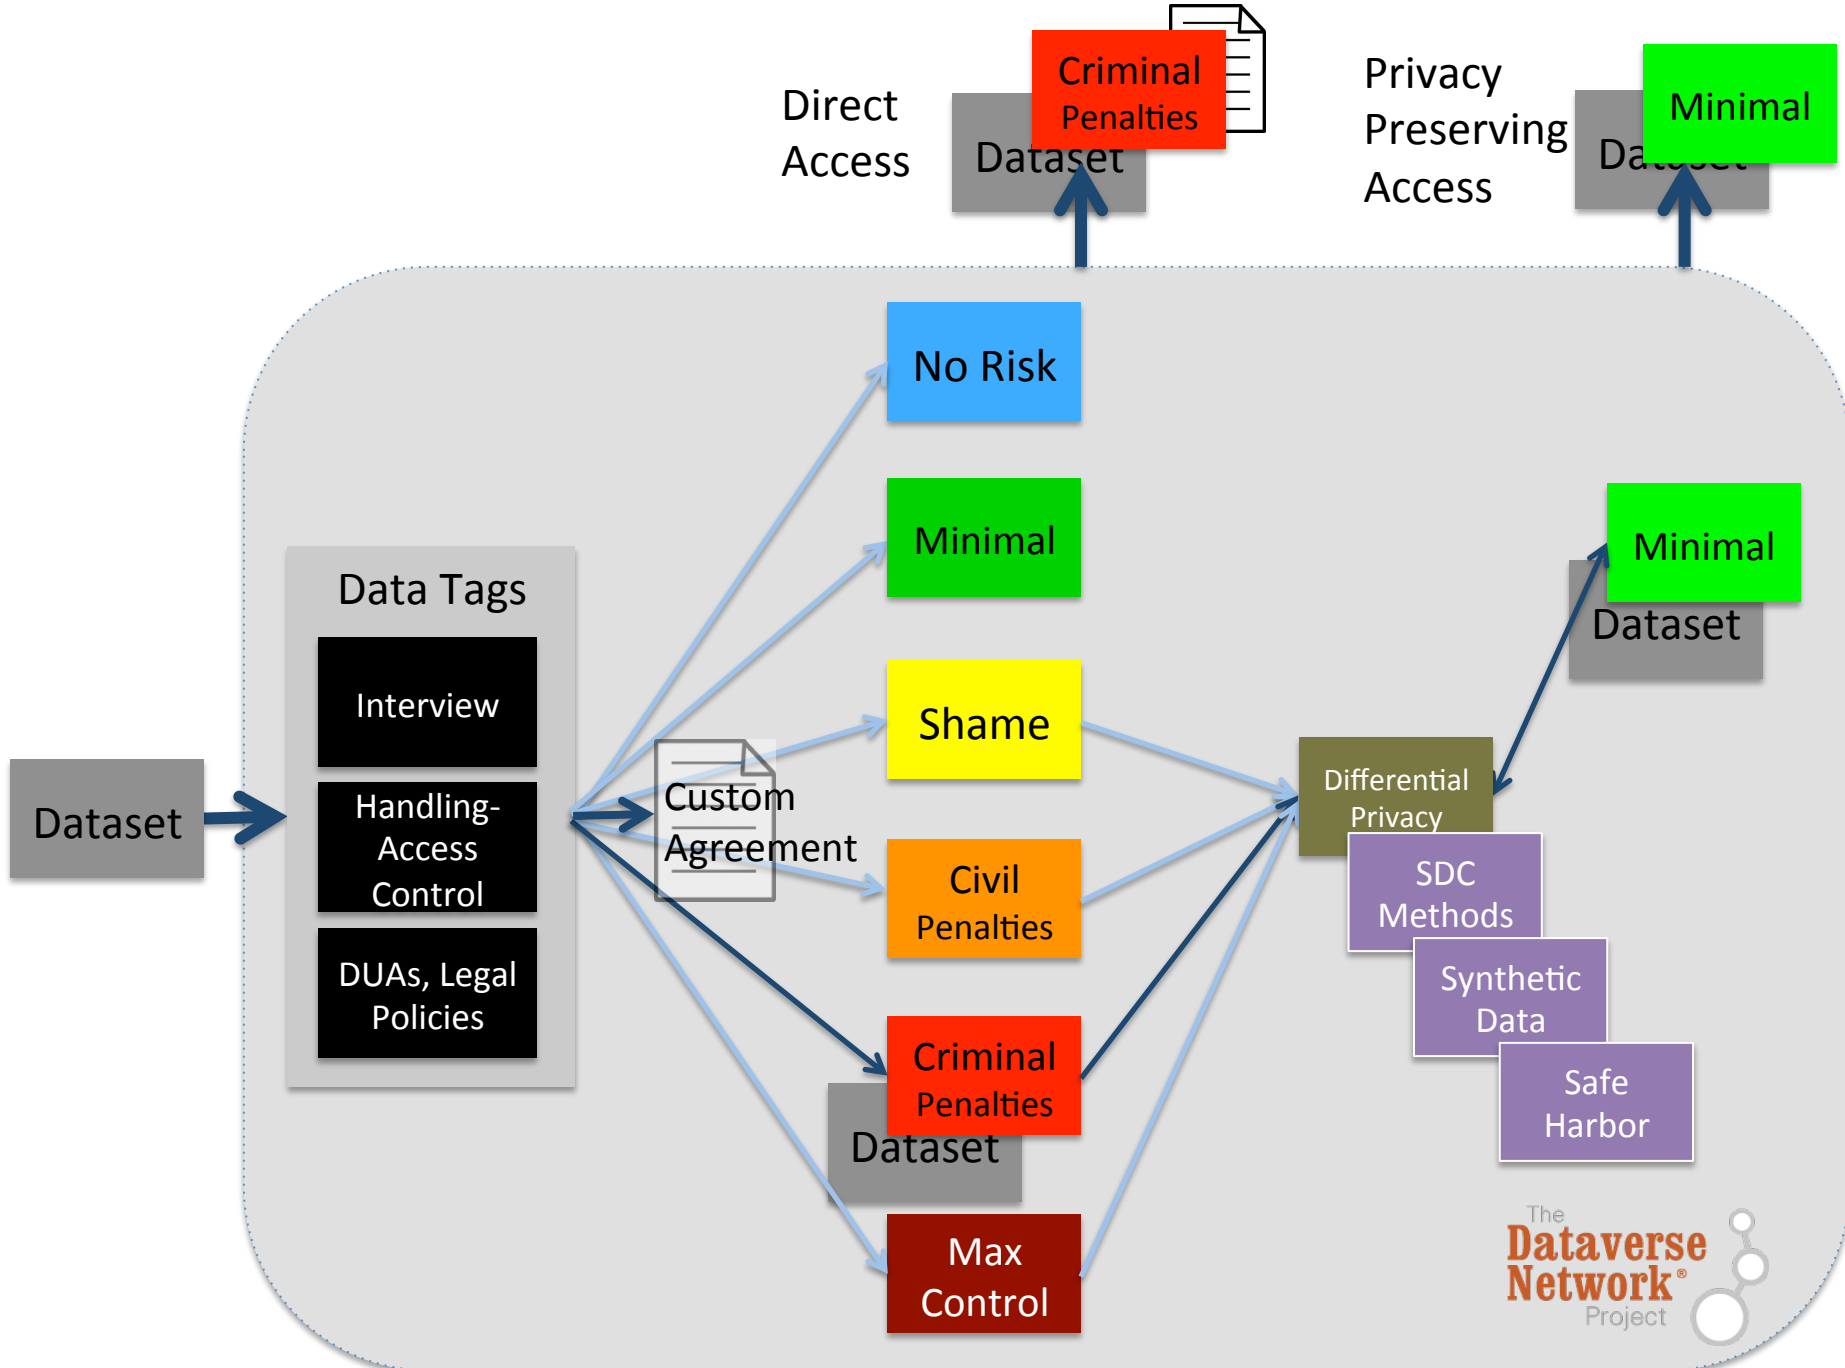 Direct
Access
Criminal
Penalties
Dataset
Privacy
Preserving
Access
Minimal
Dataset
No Risk
Minimal
Shame
Civil
Penalties
Criminal
Penalties
Dataset
Max
Control
Dataset
Data Tags
Interview
Handling-
Access
Control
DUAs, Legal
Policies
Custom
Agreement
Minimal
Dataset
Differential
Privacy
SDC
Methods
Synthetic
Data
Safe
Harbor
The
Dataverse
Network®
Project